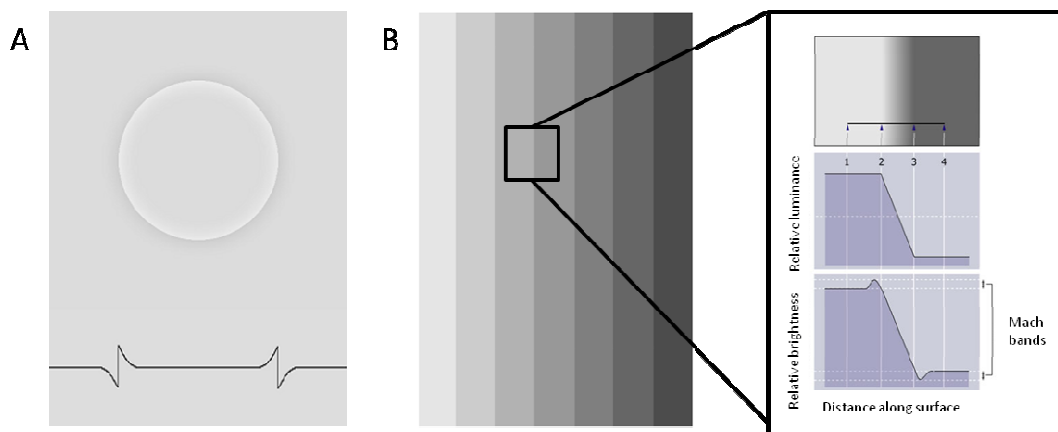 A
B
1 2 3 4
Relative luminance
Relative brightness
Mach
bands
Distance along surface